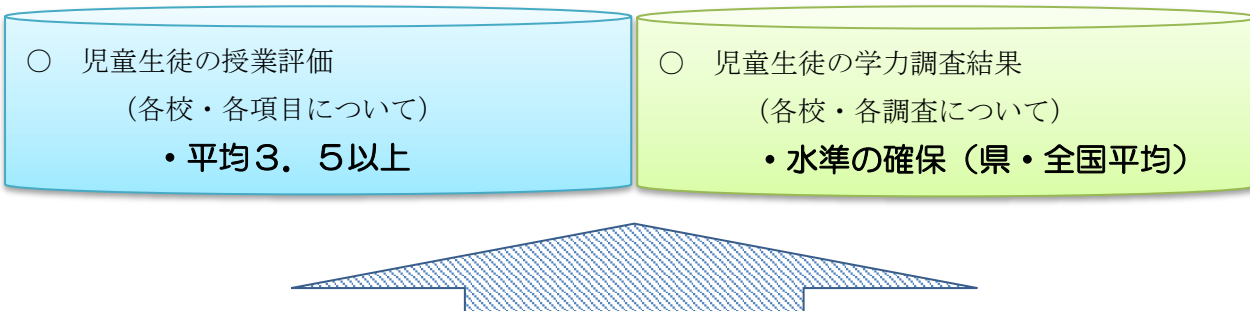 ○　児童生徒の授業評価
（各校・各項目について）
・平均３．５以上
○　児童生徒の学力調査結果
（各校・各調査について）
・水準の確保（県・全国平均）